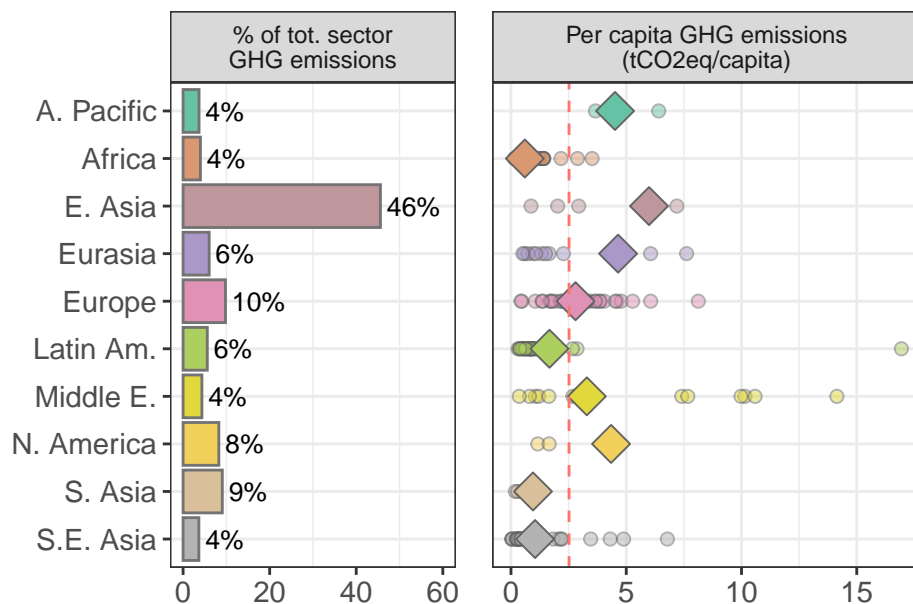 % of tot. sector
GHG emissions
Per capita GHG emissions
(tCO2eq/capita)
A. Pacific
4%
Africa
4%
E. Asia
46%
Eurasia
6%
Europe
10%
Latin Am.
6%
Middle E.
4%
N. America
8%
S. Asia
9%
S.E. Asia
4%
0 20 40 60
0 5 10 15